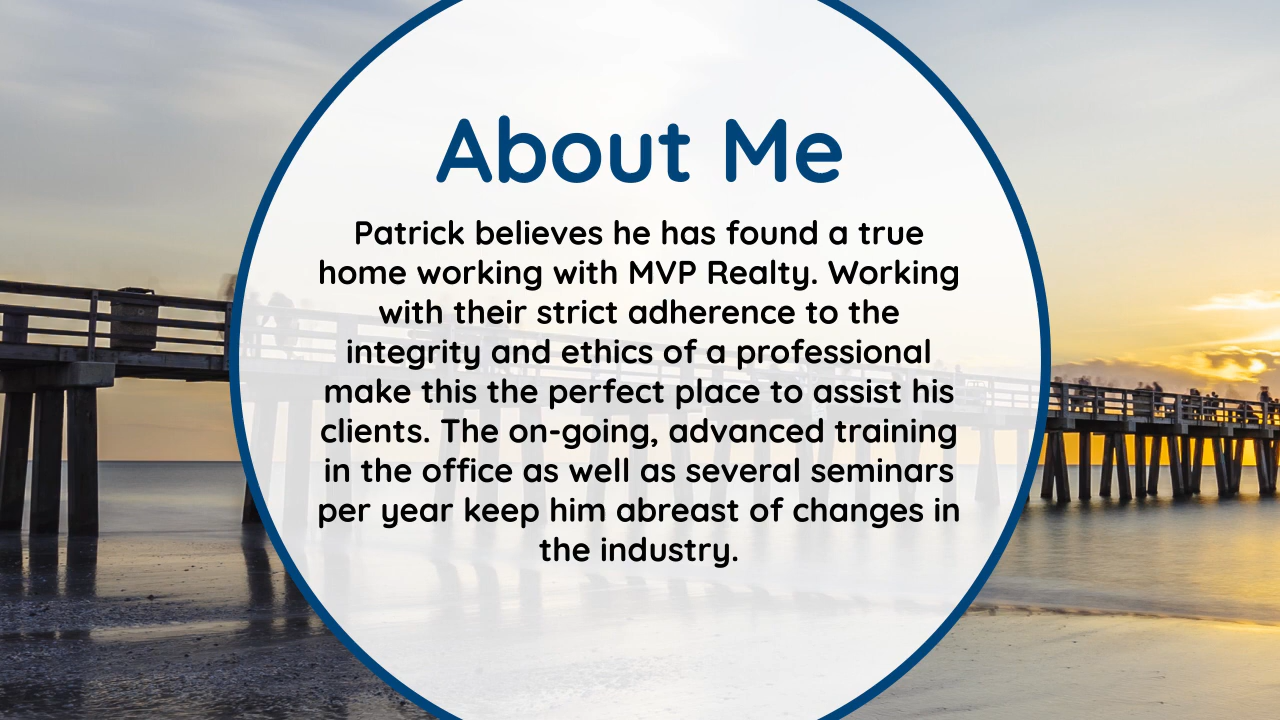 About Me
Patrick believes he has found a true
home working with MVP Realty. Working
with their strict adherence to the
integrity and ethics of a professional
make this the perfect place to assist his
clients. The on-going, advanced training
in the office as well as several seminars
per year keep him abreast of changes in
the industry.